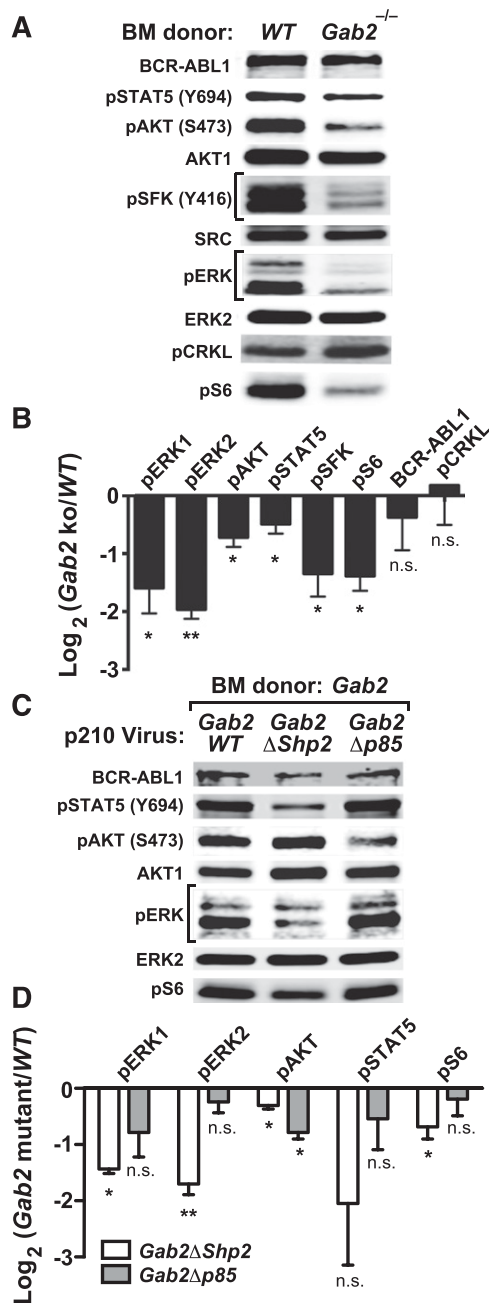 A
BM donor: WT Gab2–/–
BCR-ABL1
pSTAT5 (Y694)
pAKT (S473)
AKT1
pSFK (Y416)
SRC
pERK
ERK2
pCRKL
pS6
B
pERK1 pERK2 pAKT pSTAT5 pSFK pS6 BCR-ABL1 pCRKL
Log2 (Gab2 ko/WT)
0
-1
-2
-3
* ** * * * * n.s. n.s.
C
BM donor: Gab2
p210 Virus: Gab2 WT Gab2 ΔShp2 Gab2 Δp85
BCR-ABL1
pSTAT5 (Y694)
pAKT (S473)
AKT1
pERK
ERK2
pS6
D
pERK1 pERK2 pAKT pSTAT5 pS6
Log2 (Gab2 mutant/WT)
0
-1
-2
-3
* n.s. ** n.s. * * n.s. n.s. * n.s.
Gab2ΔShp2
Gab2Δp85